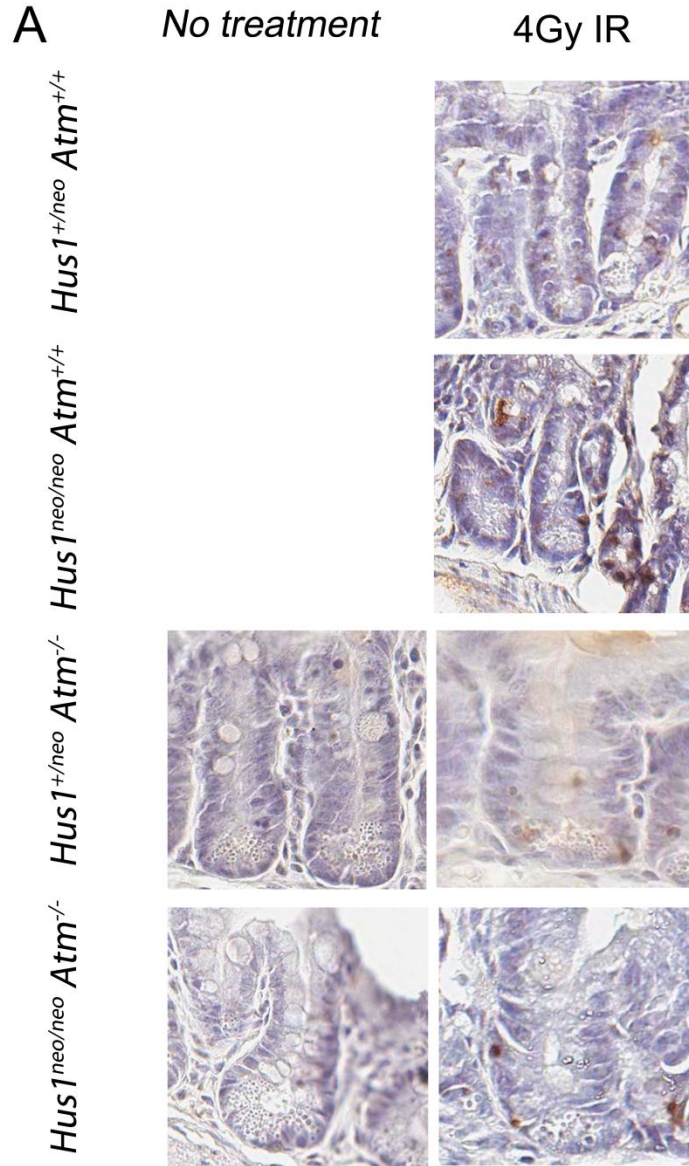 A
No treatment 4Gy IR
Hus1+/neo Atm+/+
Hus1neo/neo Atm+/+
Hus1+/neo Atm-/-
Hus1neo/neo Atm-/-